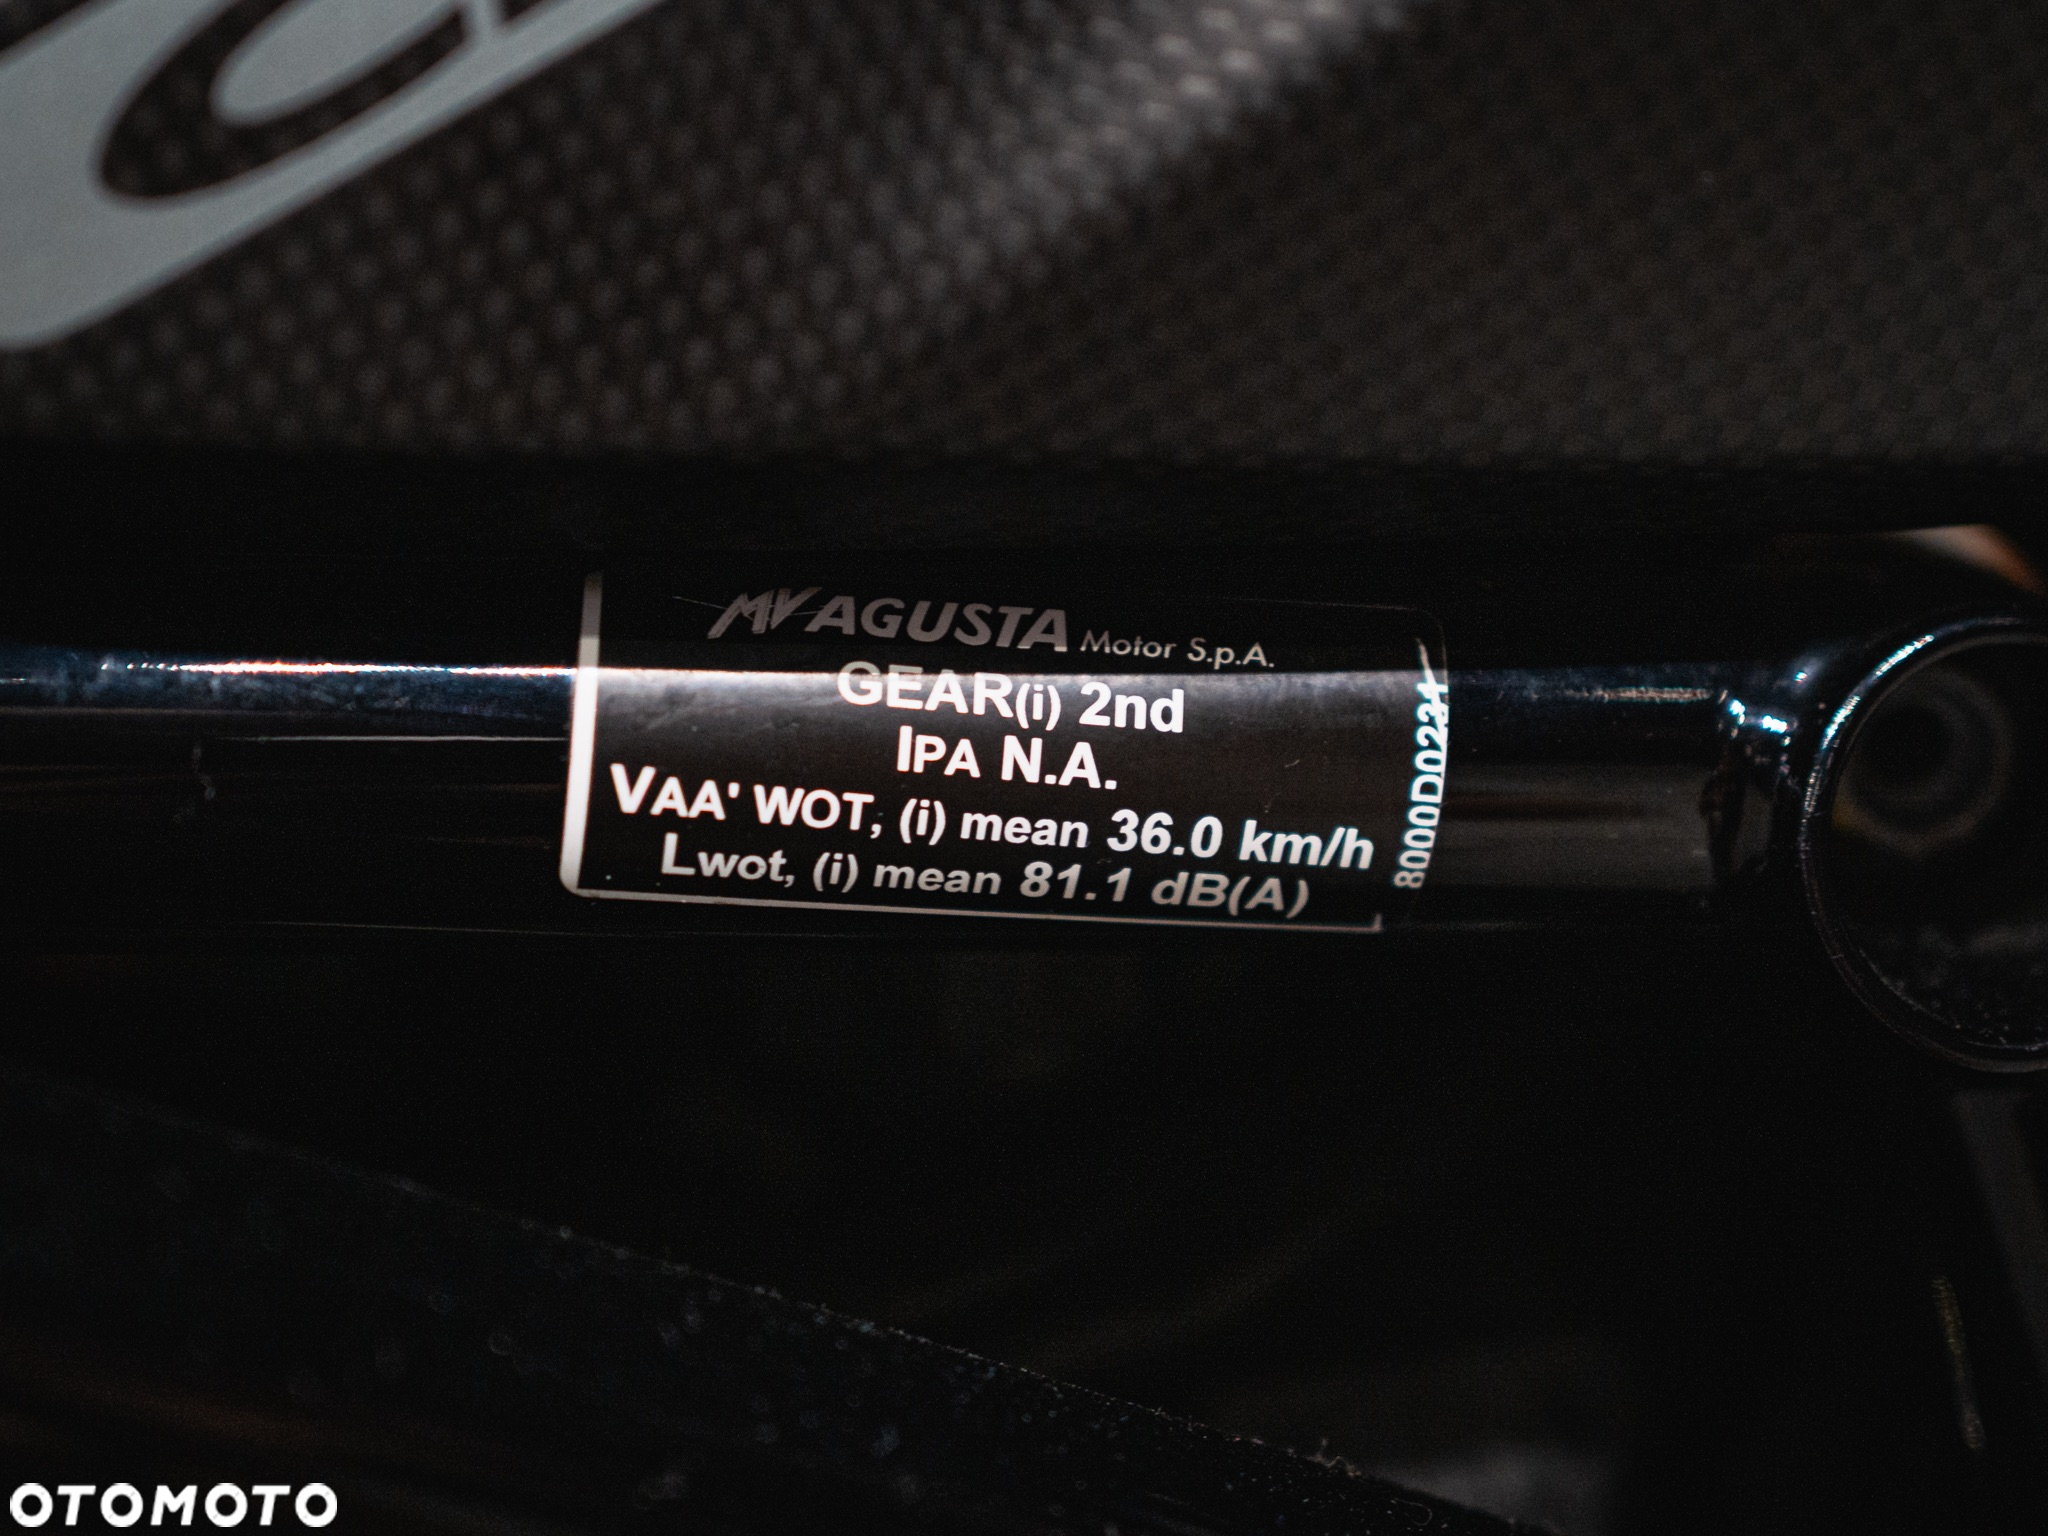 MV AGUSTA Motor S.p.A.
GEAR(i) 2nd
IPA N.A.
VAA' WOT, (i) mean 36.0 km/h
Lwot, (i) mean 81.1 dB(A)
OTOMOTO